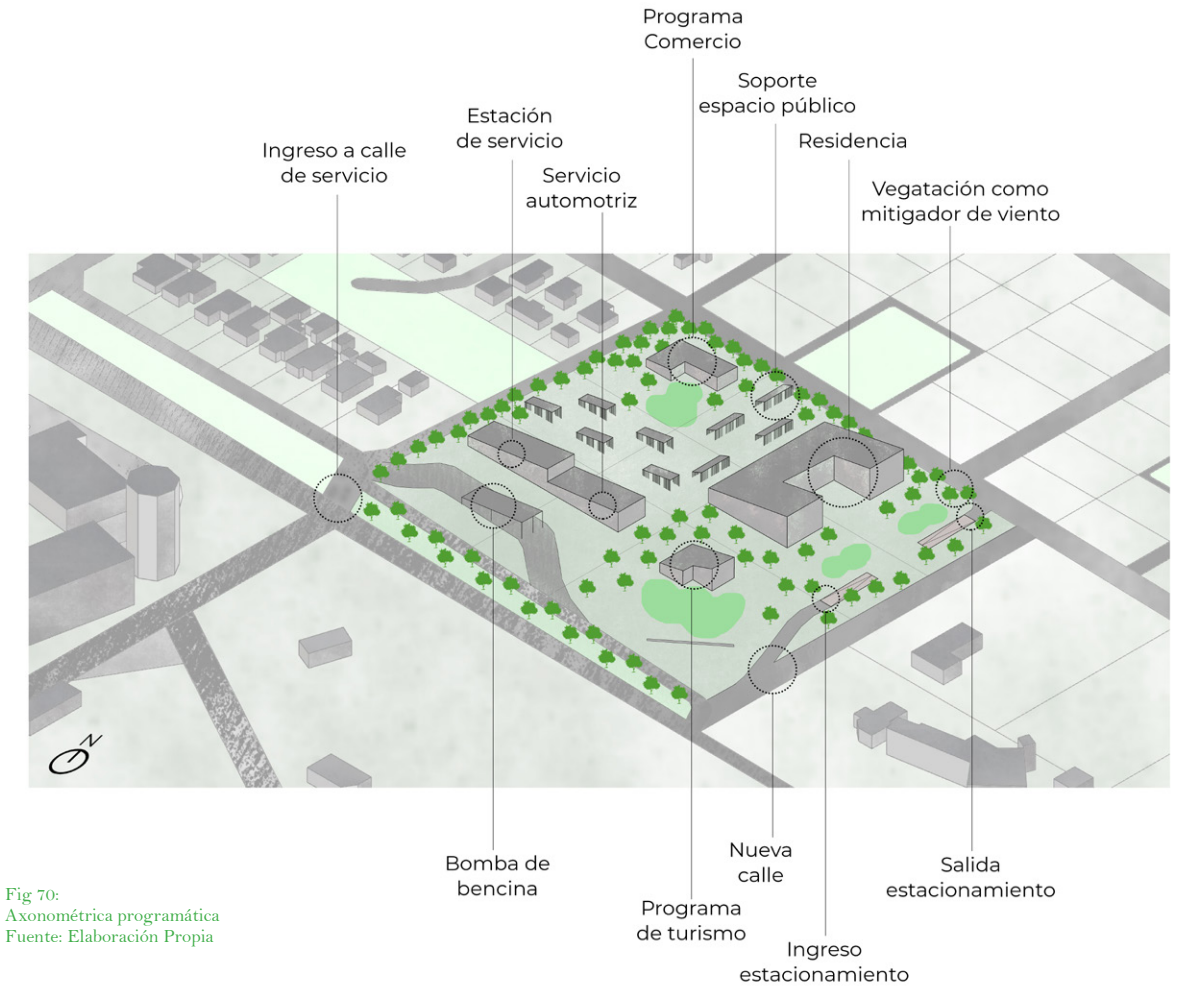 Programa
Comercio
Soporte
espacio público
Estación
de servicio
Residencia
Ingreso a calle
de servicio
Servicio
automotriz
Vegatación como
mitigador de viento
N
Nueva
calle
Bomba de
bencina
Salida
estacionamiento
Programa
de turismo
Ingreso
estacionamiento
Fig 70:
Axonométrica programática
Fuente: Elaboración Propia